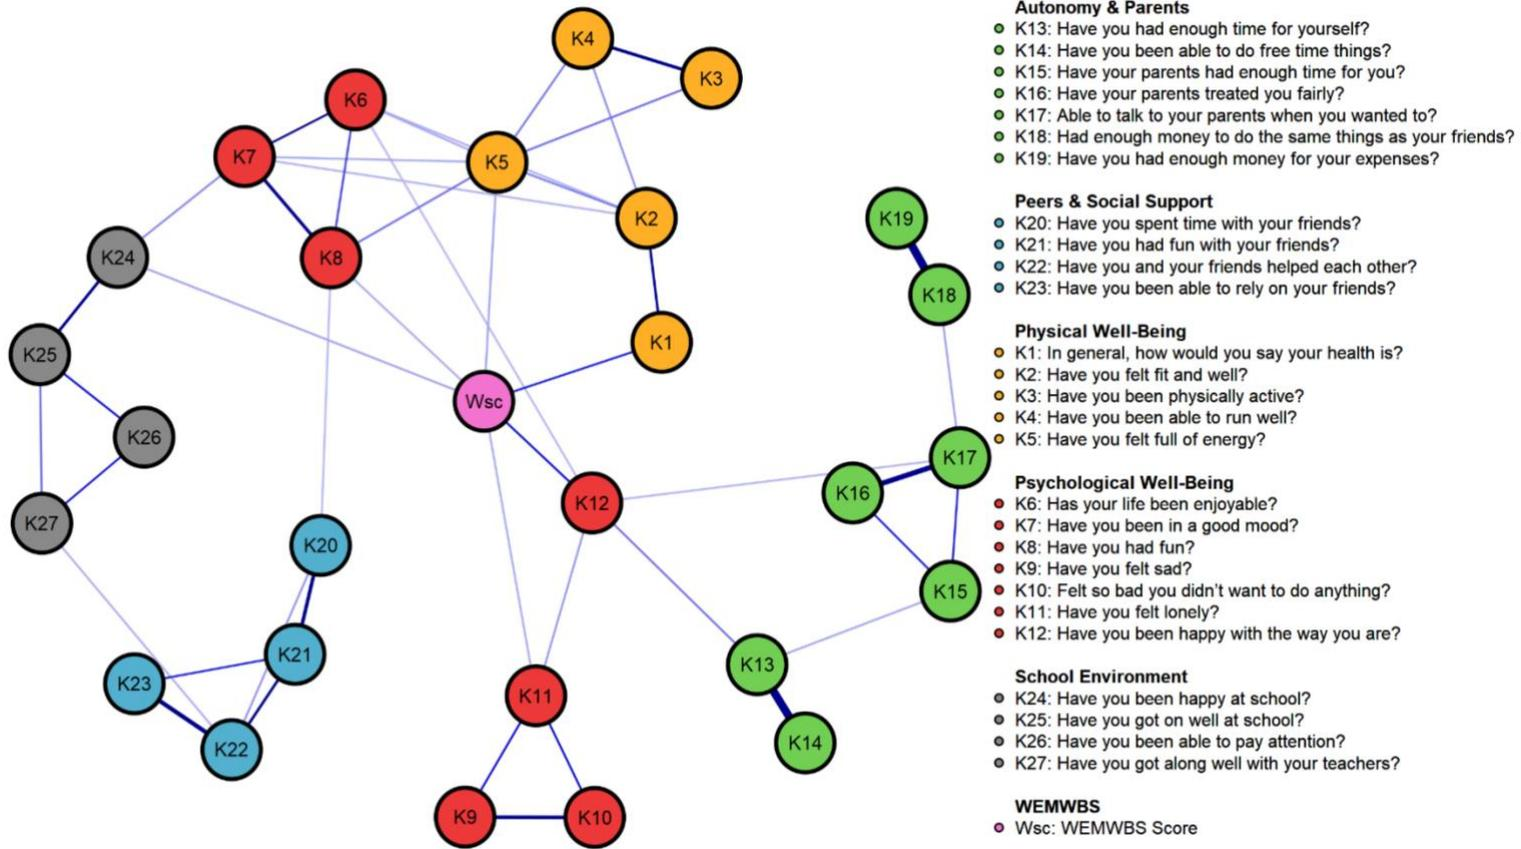 K4
K3
K6
K7
K5
K2
K19
K24
K8
K18
K1
K25
Wsc
K26
K17
K16
K12
K27
K20
K15
K21
K13
K23
K11
K22
K14
K9
K10
Autonomy & Parents
K13: Have you had enough time for yourself?
K14: Have you been able to do free time things?
K15: Have your parents had enough time for you?
K16: Have your parents treated you fairly?
K17: Able to talk to your parents when you wanted to?
K18: Had enough money to do the same things as your friends?
K19: Have you had enough money for your expenses?
Peers & Social Support
K20: Have you spent time with your friends?
K21: Have you had fun with your friends?
K22: Have you and your friends helped each other?
K23: Have you been able to rely on your friends?
Physical Well-Being
K1: In general, how would you say your health is?
K2: Have you felt fit and well?
K3: Have you been physically active?
K4: Have you been able to run well?
K5: Have you felt full of energy?
Psychological Well-Being
K6: Has your life been enjoyable?
K7: Have you been in a good mood?
K8: Have you had fun?
K9: Have you felt sad?
K10: Felt so bad you didn’t want to do anything?
K11: Have you felt lonely?
K12: Have you been happy with the way you are?
School Environment
K24: Have you been happy at school?
K25: Have you got on well at school?
K26: Have you been able to pay attention?
K27: Have you got along well with your teachers?
WEMWBS
Wsc: WEMWBS Score